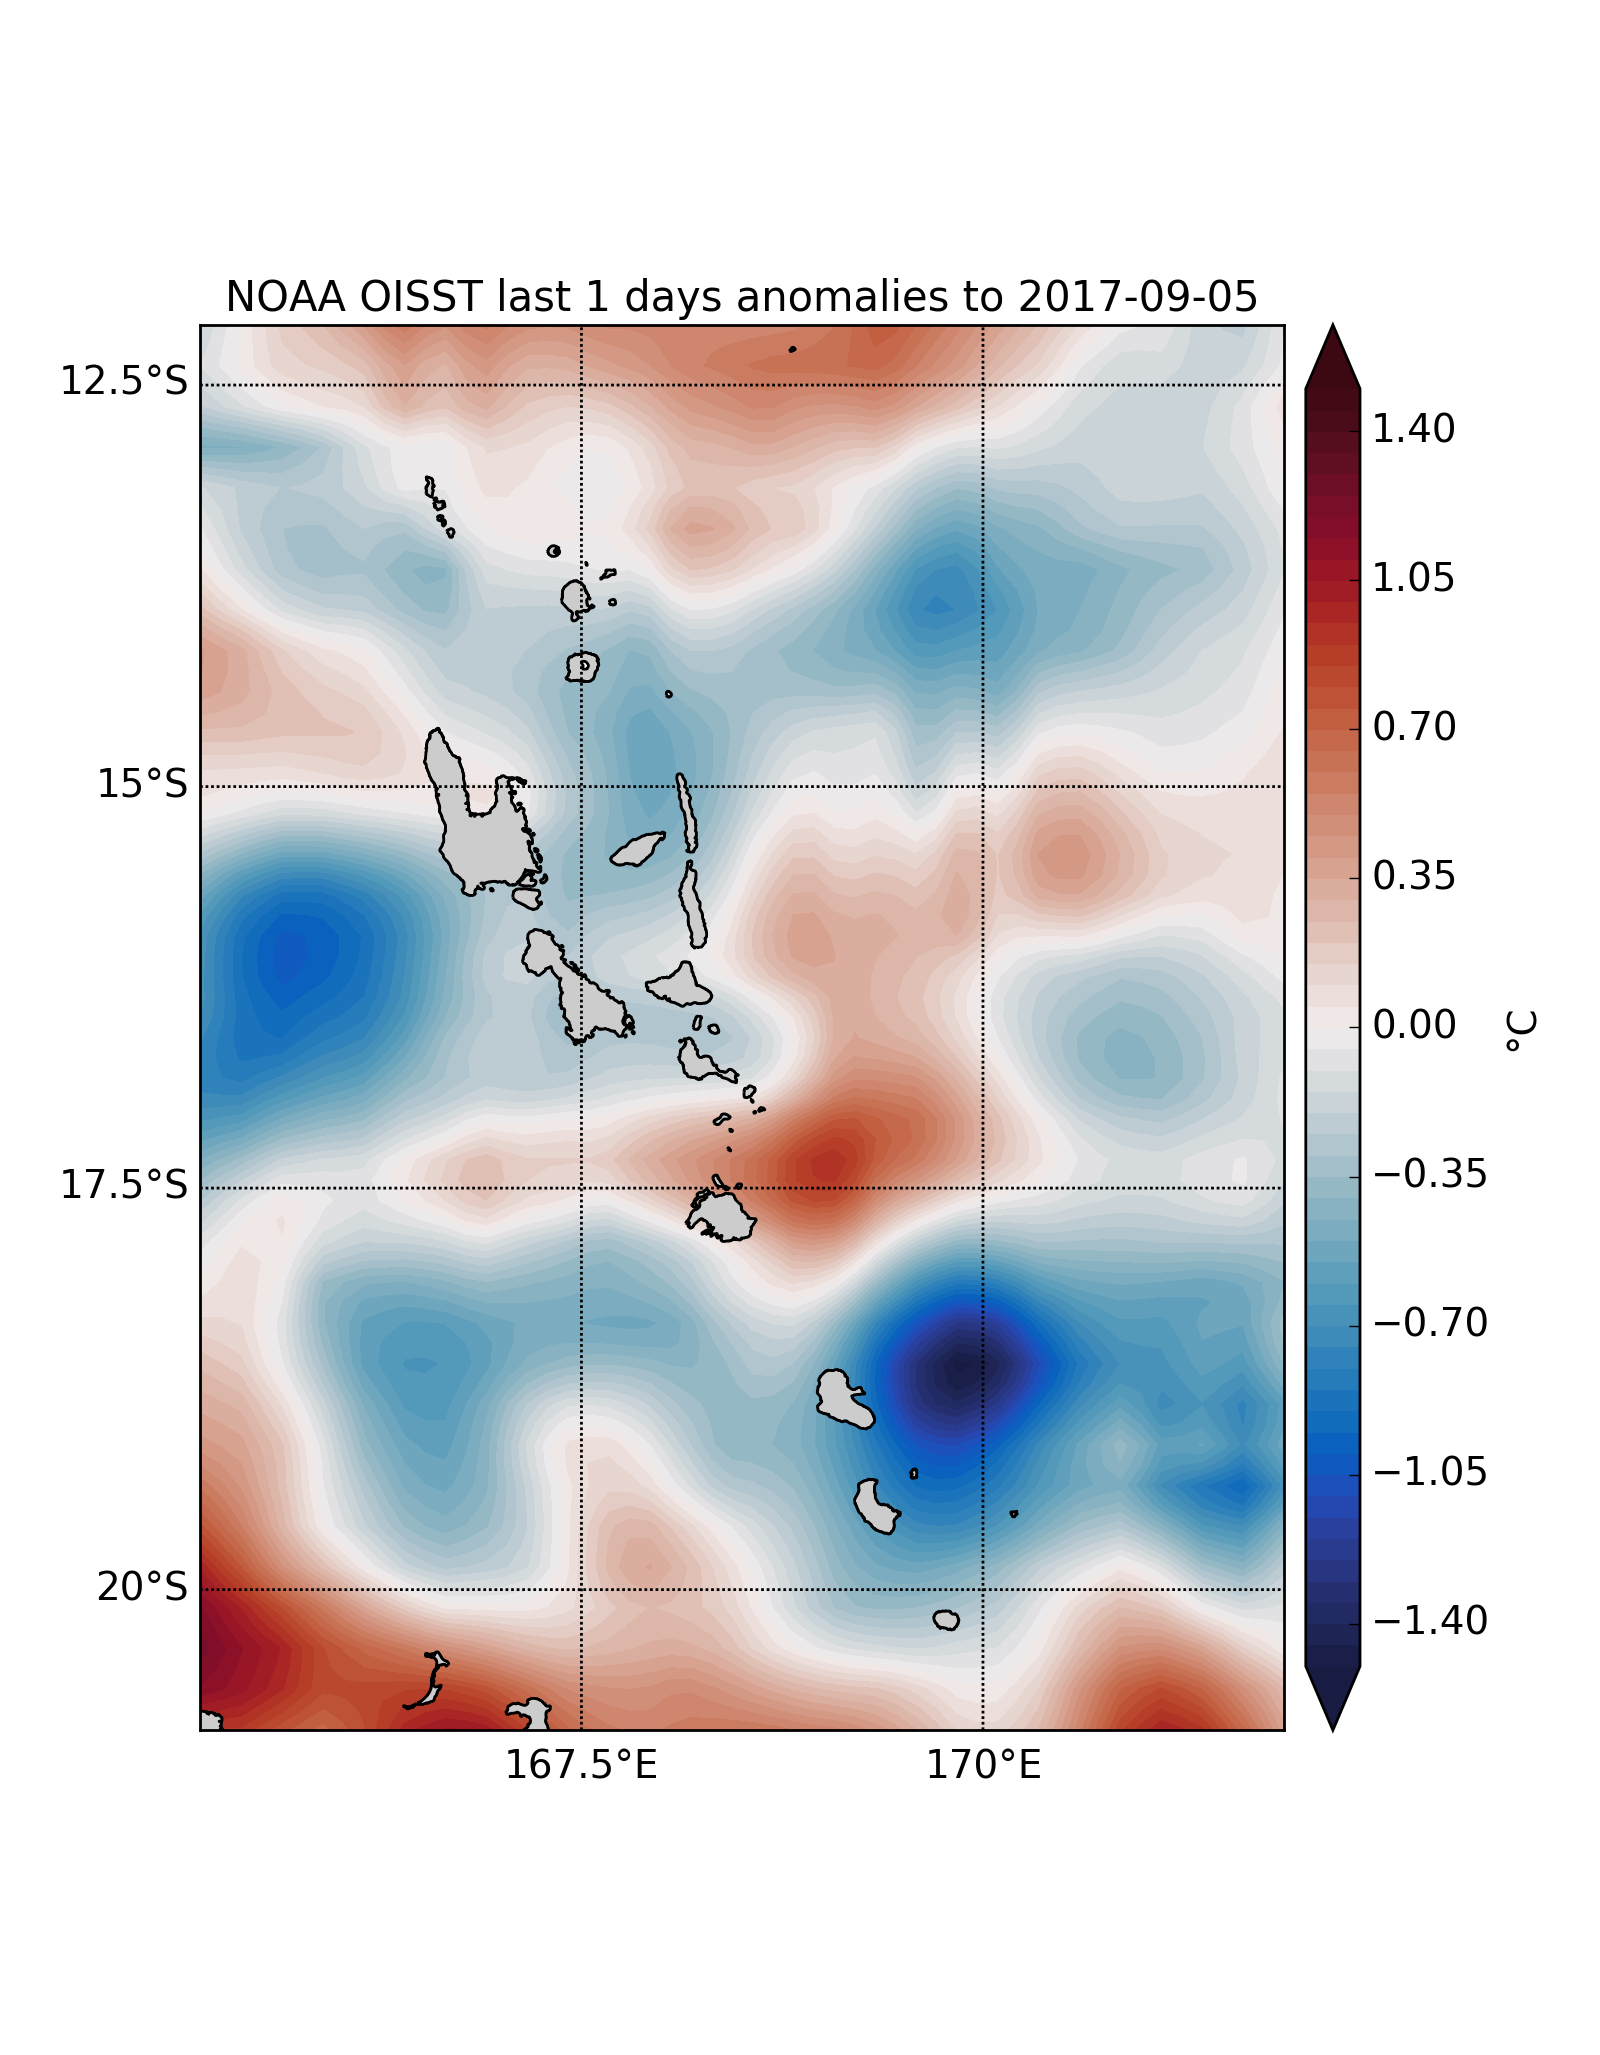 NOAA OISST last 1 days anomalies to 2017-09-05
12.5°S
15°S
17.5°S
20°S
167.5°E
170°E
1.40
1.05
0.70
0.35
0.00
−0.35
−0.70
−1.05
−1.40
°C